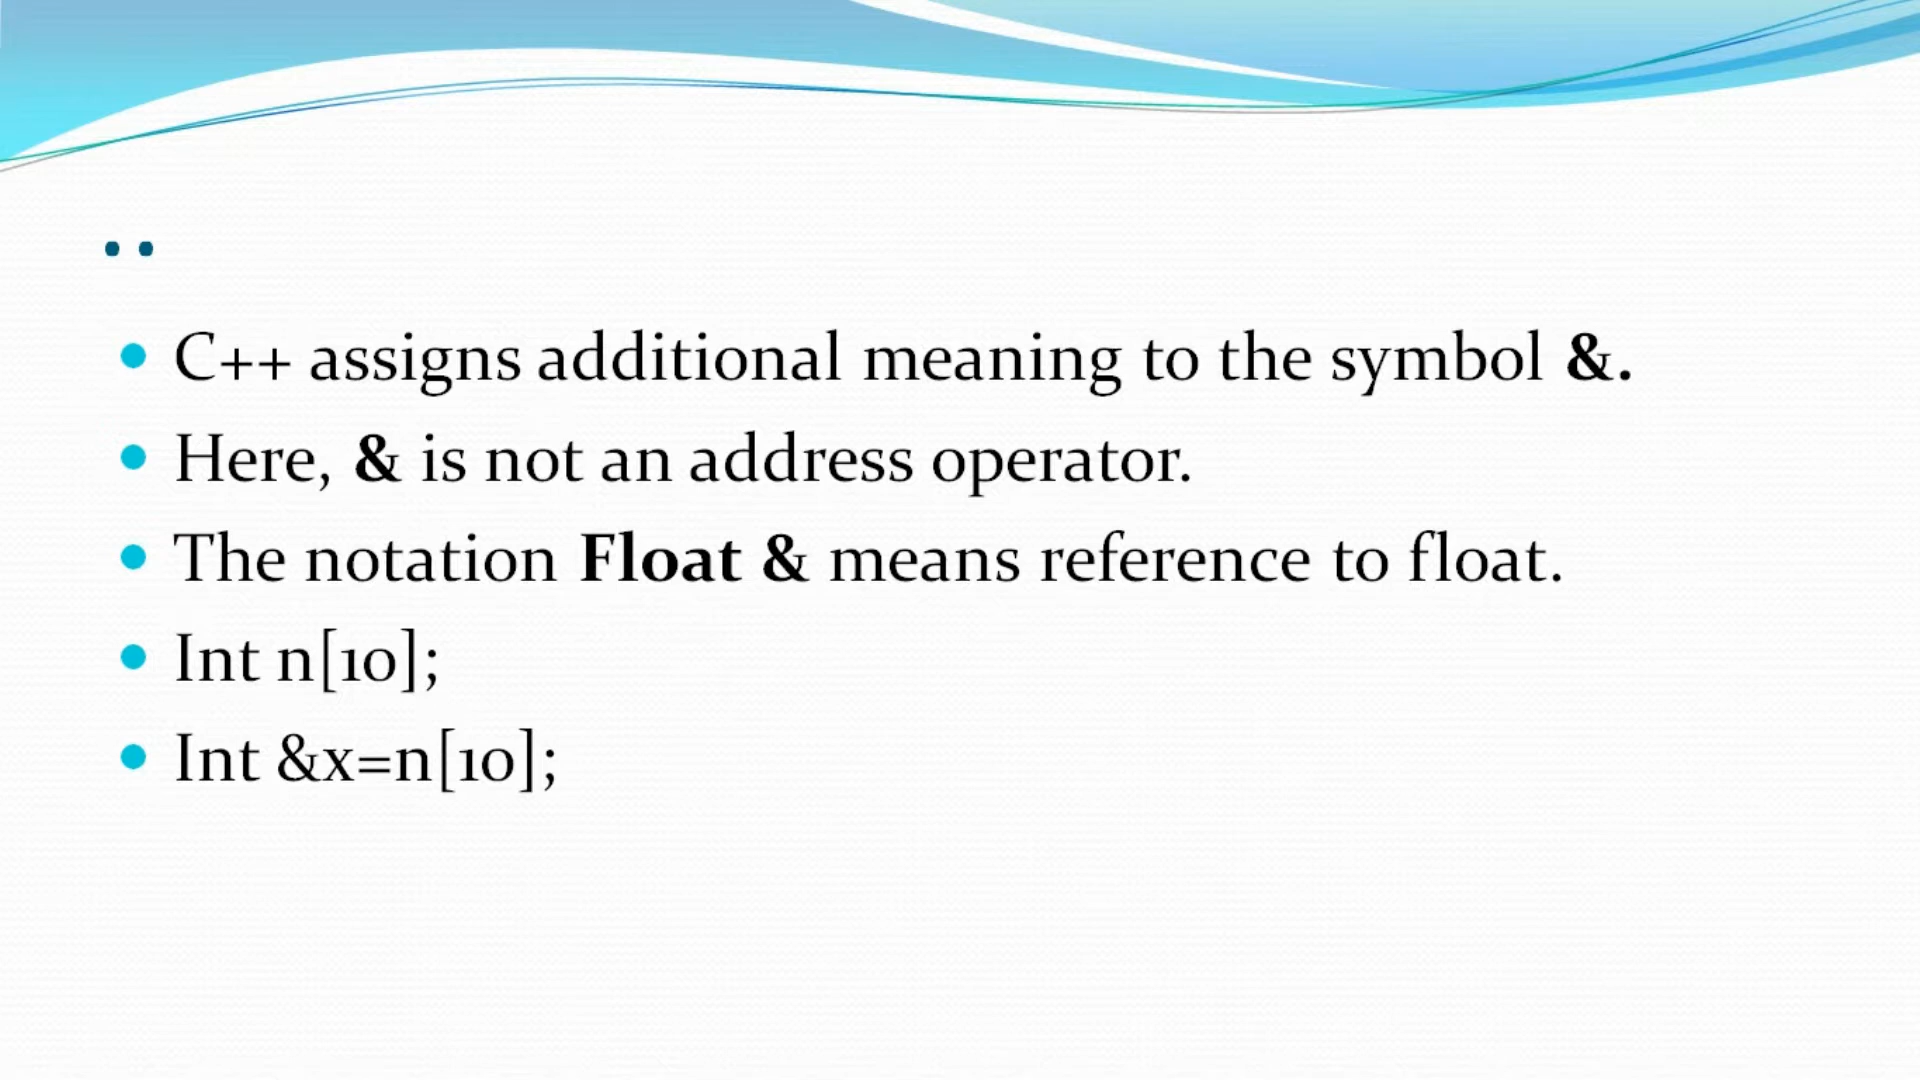 ..
C++ assigns additional meaning to the symbol &.
Here, & is not an address operator.
The notation Float & means reference to float.
Int n[10];
Int &x=n[10];